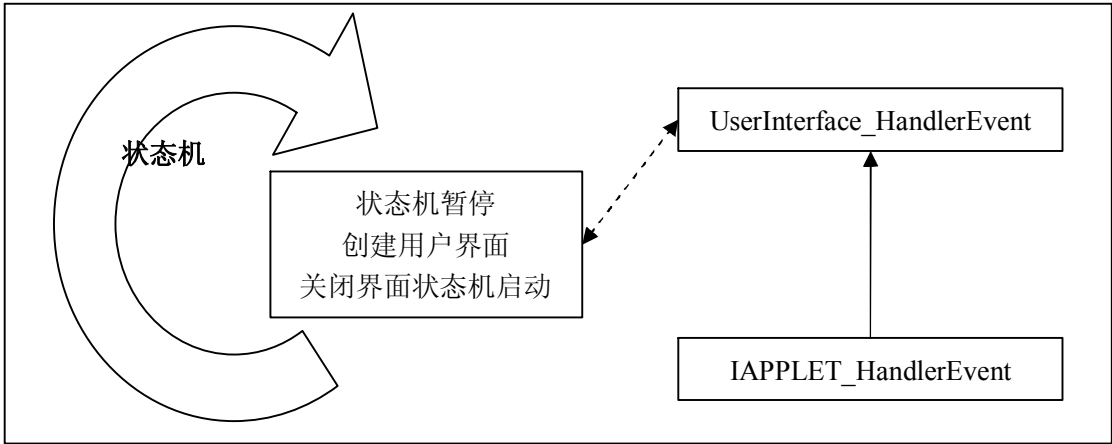 状态机
状态机暂停
创建用户界面
关闭界面状态机启动
UserInterface_HandlerEvent
IAPPLET_HandlerEvent